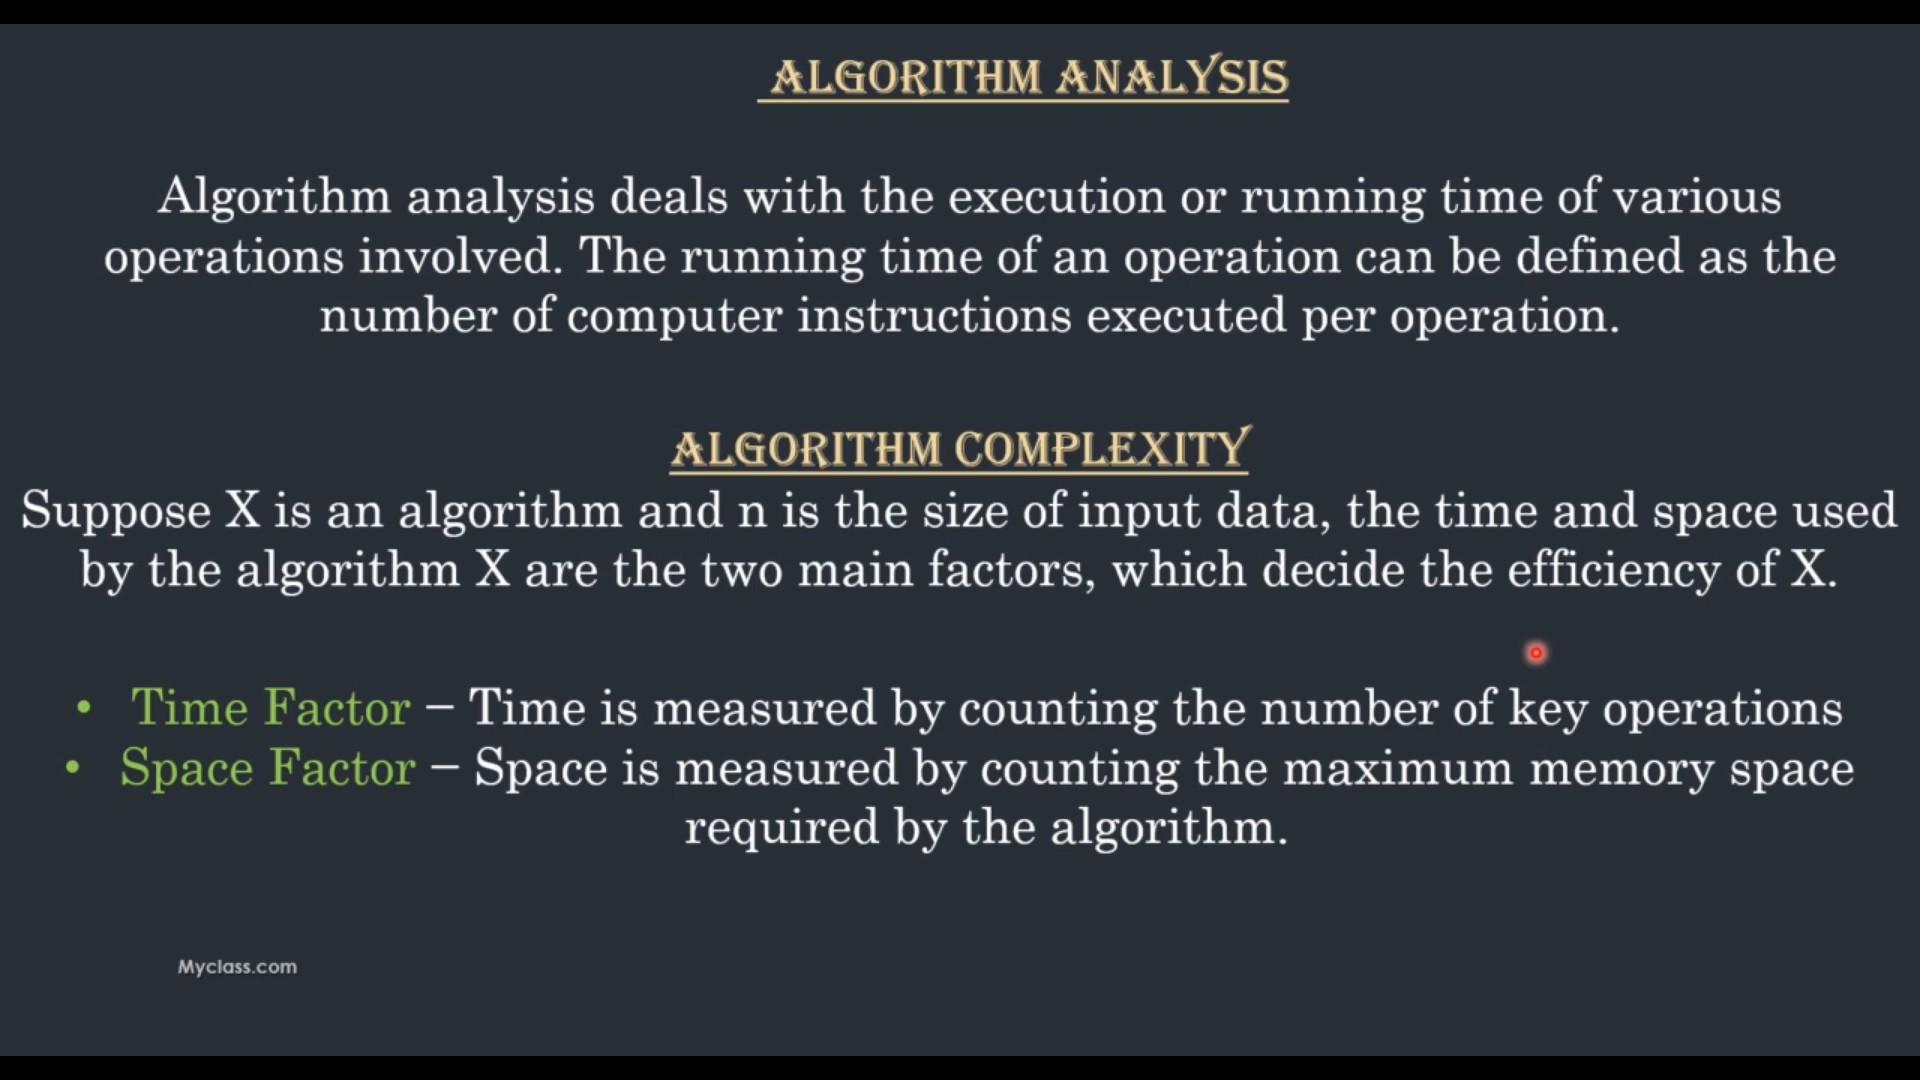 ALGORITHM ANALYSIS
Algorithm analysis deals with the execution or running time of various
operations involved. The running time of an operation can be defined as the
number of computer instructions executed per operation.
ALGORITHM COMPLEXITY
Suppose X is an algorithm and n is the size of input data, the time and space used
by the algorithm X are the two main factors, which decide the efficiency of X.
• Time Factor – Time is measured by counting the number of key operations
• Space Factor – Space is measured by counting the maximum memory space
required by the algorithm.
Myclass.com